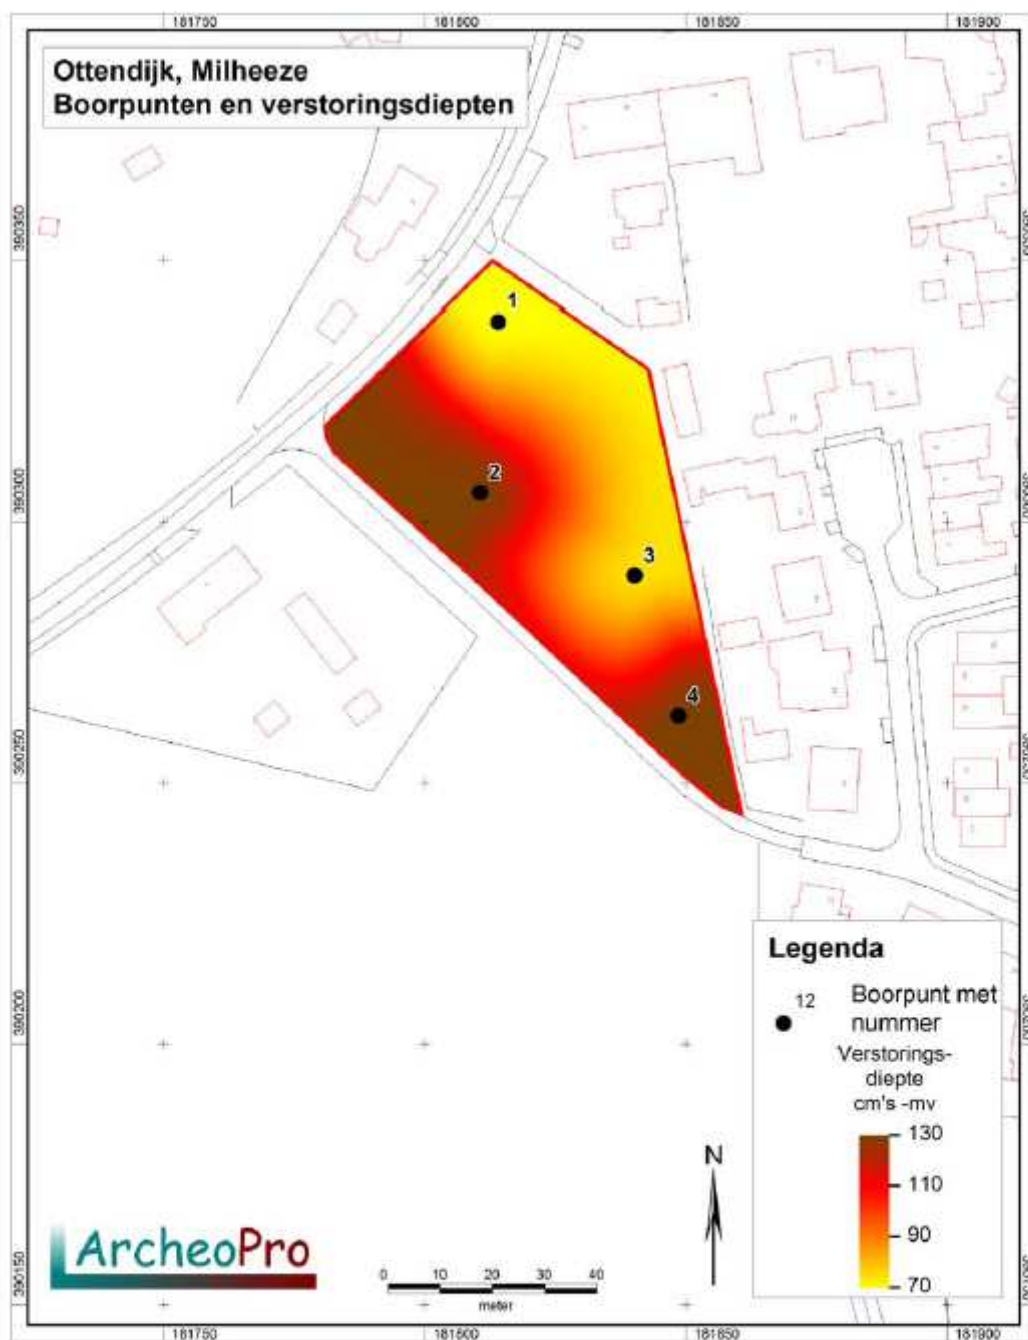 181750 181800 181850 181900
Ottendijk, Milheeze
Boorpunten en verstoringsdiepten
390350
1
2
390300
3
4
390250
390200
390150
Legenda
12
Boorpunt met
nummer
Verstorings-
diepte
cm's -mv
130
110
90
70
N
ArcheoPro
0 10 20 30 40
meter
181750 181800 181850 181900